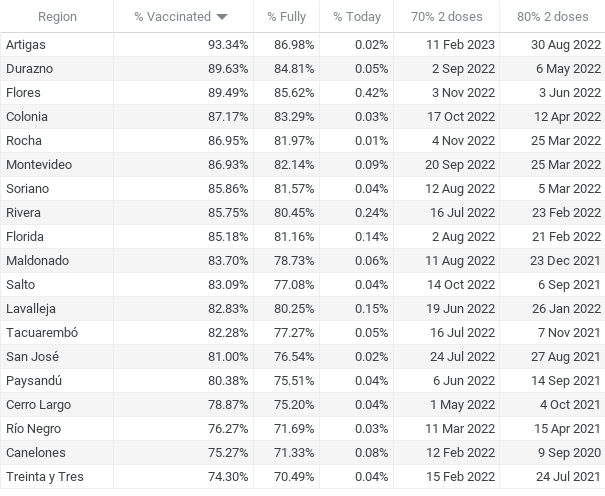 Region % Vaccinated % Fully % Today 70% 2 doses 80% 2 doses
Artigas 93.34% 86.98% 0.02% 11 Feb 2023 30 Aug 2022
Durazno 89.63% 84.81% 0.05% 2 Sep 2022 6 May 2022
Flores 89.49% 85.62% 0.42% 3 Nov 2022 3 Jun 2022
Colonia 87.17% 83.29% 0.03% 17 Oct 2022 12 Apr 2022
Rocha 86.95% 81.97% 0.01% 4 Nov 2022 25 Mar 2022
Montevideo 86.93% 82.14% 0.09% 20 Sep 2022 25 Mar 2022
Soriano 85.86% 81.57% 0.04% 12 Aug 2022 5 Mar 2022
Rivera 85.75% 80.45% 0.24% 16 Jul 2022 23 Feb 2022
Florida 85.18% 81.16% 0.14% 2 Aug 2022 21 Feb 2022
Maldonado 83.70% 78.73% 0.06% 11 Aug 2022 23 Dec 2021
Salto 83.09% 77.08% 0.04% 14 Oct 2022 6 Sep 2021
Lavalleja 82.83% 80.25% 0.15% 19 Jun 2022 26 Jan 2022
Tacuarembó 82.28% 77.27% 0.05% 16 Jul 2022 7 Nov 2021
San José 81.00% 76.54% 0.02% 24 Jul 2022 27 Aug 2021
Paysandú 80.38% 75.51% 0.04% 6 Jun 2022 14 Sep 2021
Cerro Largo 78.87% 75.20% 0.04% 1 May 2022 4 Oct 2021
Río Negro 76.27% 71.69% 0.03% 11 Mar 2022 15 Apr 2021
Canelones 75.27% 71.33% 0.08% 12 Feb 2022 9 Sep 2020
Treinta y Tres 74.30% 70.49% 0.04% 15 Feb 2022 24 Jul 2021